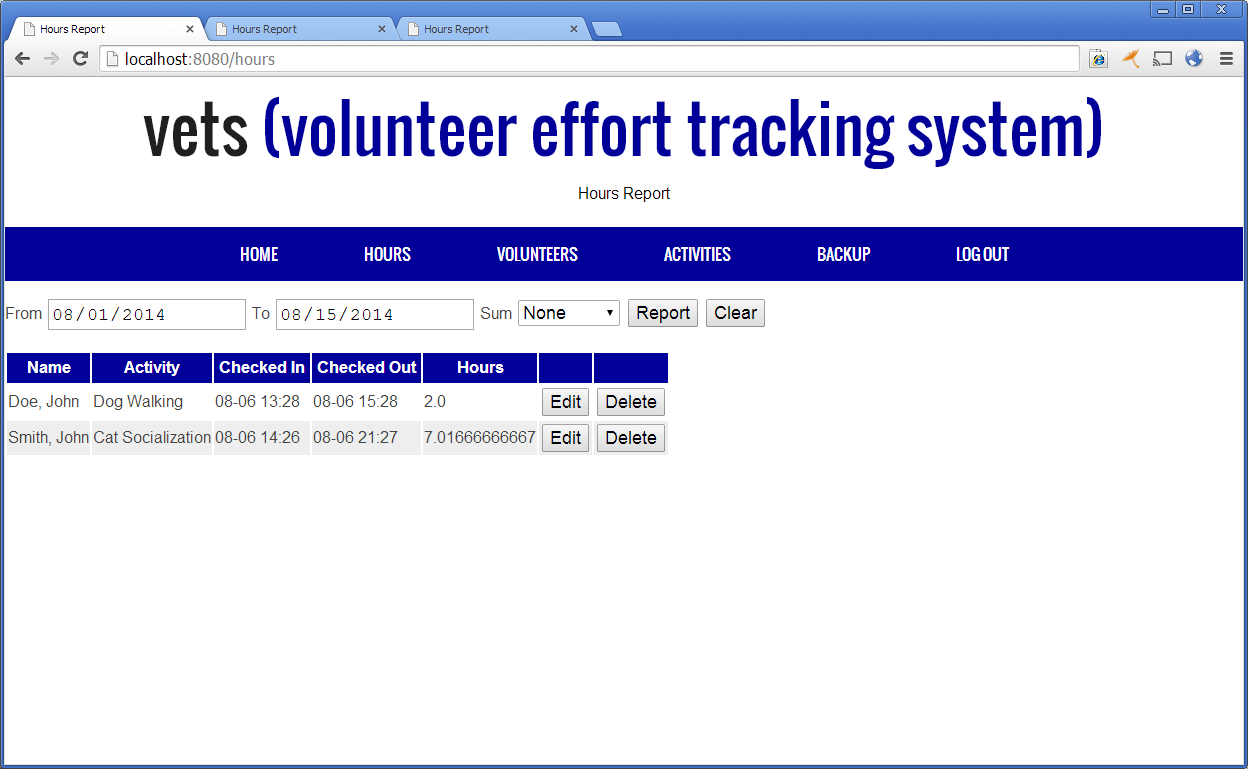 Hours Report Hours Report Hours Report
localhost:8080/hours
vets (volunteer effort tracking system)
Hours Report
HOME HOURS VOLUNTEERS ACTIVITIES BACKUP LOG OUT
From 08/01/2014 To 08/15/2014 Sum None Report Clear
Name Activity Checked In Checked Out Hours
Doe, John Dog Walking 08-06 13:28 08-06 15:28 2.0 Edit Delete
Smith, John Cat Socialization 08-06 14:26 08-06 21:27 7.01666666667 Edit Delete